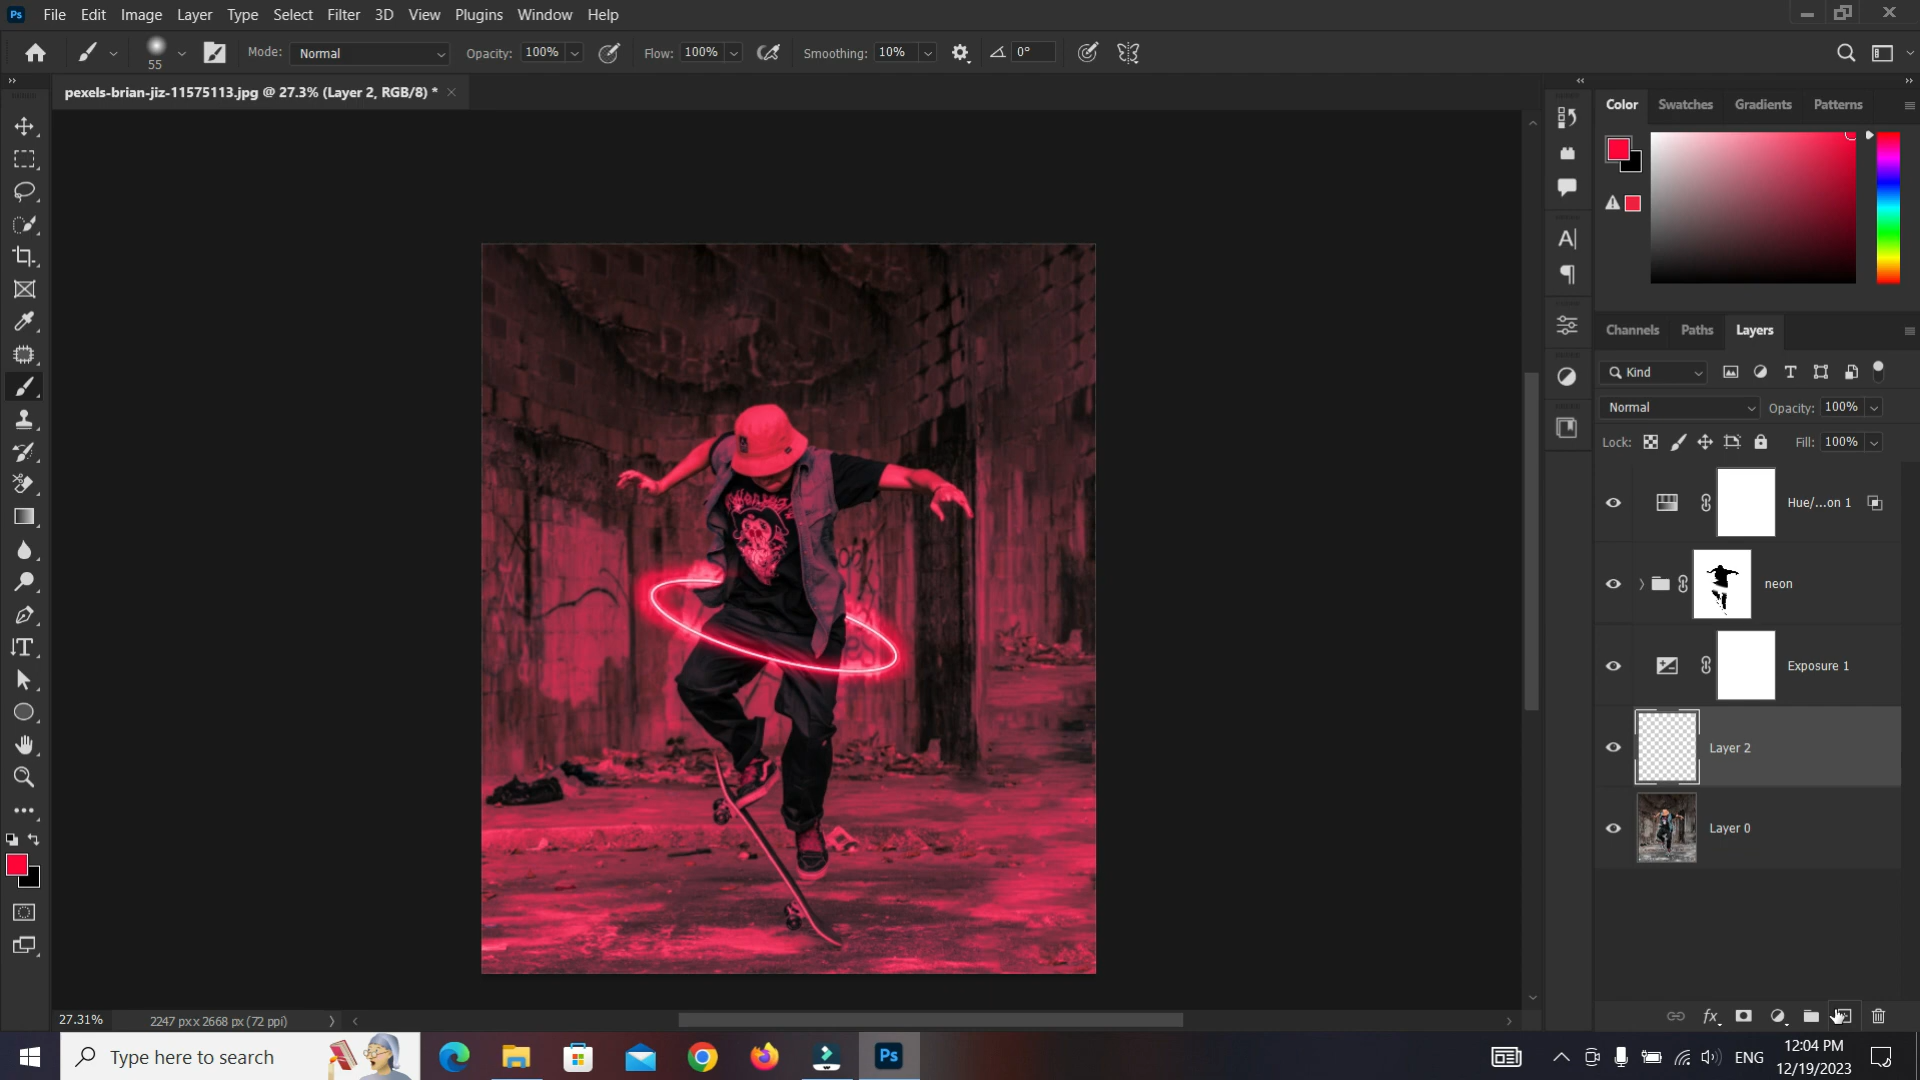 Ps File Edit Image Layer Type Select Filter 3D View Plugins Window Help
55 Mode: Normal Opacity: 100% Flow: 100% Smoothing: 10% 0°
pexels-brian-jiz-11575113.jpg @ 27.3% (Layer 2, RGB/8) *
Color Swatches Gradients Patterns
Channels Paths Layers
Kind
Normal Opacity: 100%
Lock: Fill: 100%
Hue/...on 1
neon
Exposure 1
Layer 2
Layer 0
fx
27.31% 2247 px x 2668 px (72 ppi)
Type here to search
Ps
ENG
12:04 PM
12/19/2023